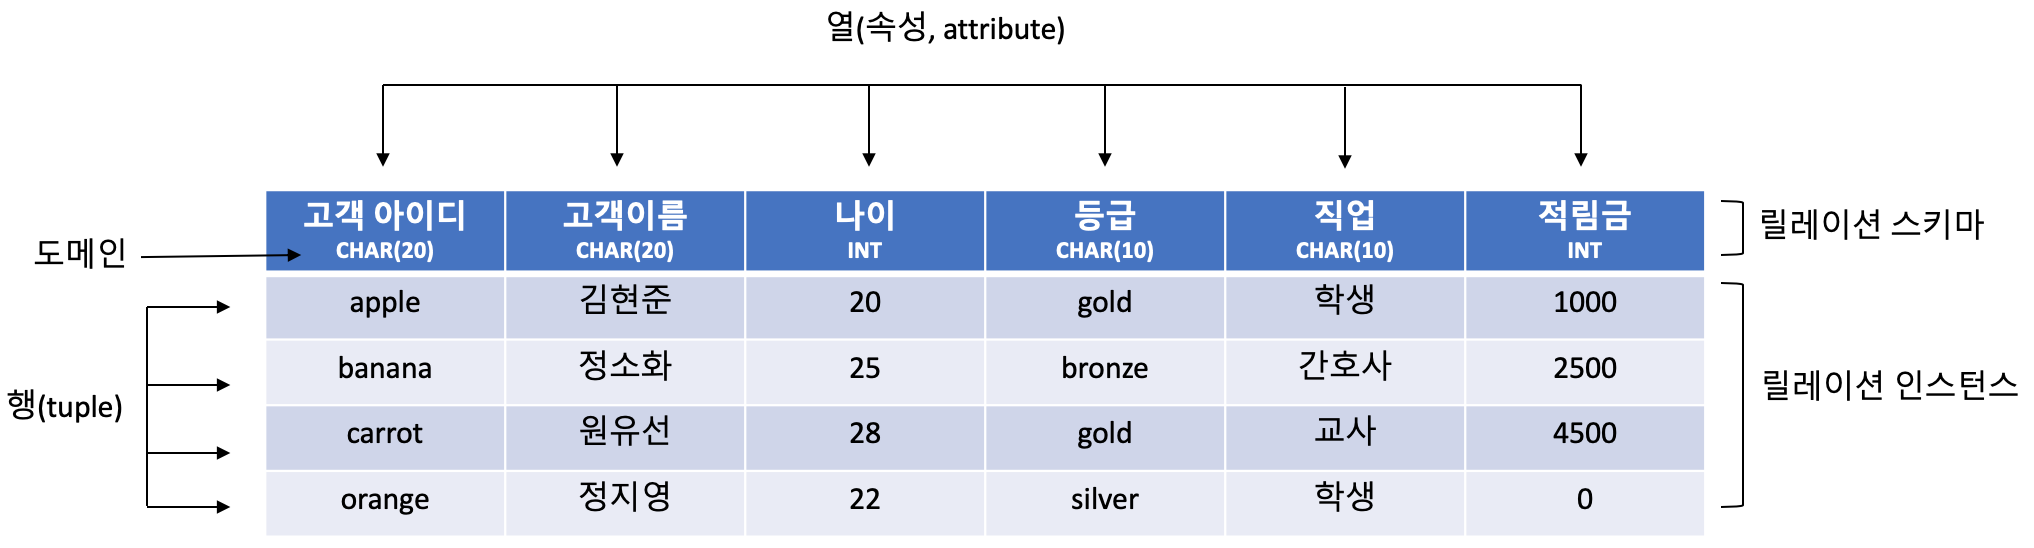 열(속성, attribute)
고객 아이디 고객이름 나이 등급 직업 적립금
CHAR(20) CHAR(20) INT CHAR(10) CHAR(10) INT
릴레이션 스키마
도메인
apple 김현준 20 gold 학생 1000
banana 정소화 25 bronze 간호사 2500
행(tuple)
릴레이션 인스턴스
carrot 원유선 28 gold 교사 4500
orange 정지영 22 silver 학생 0